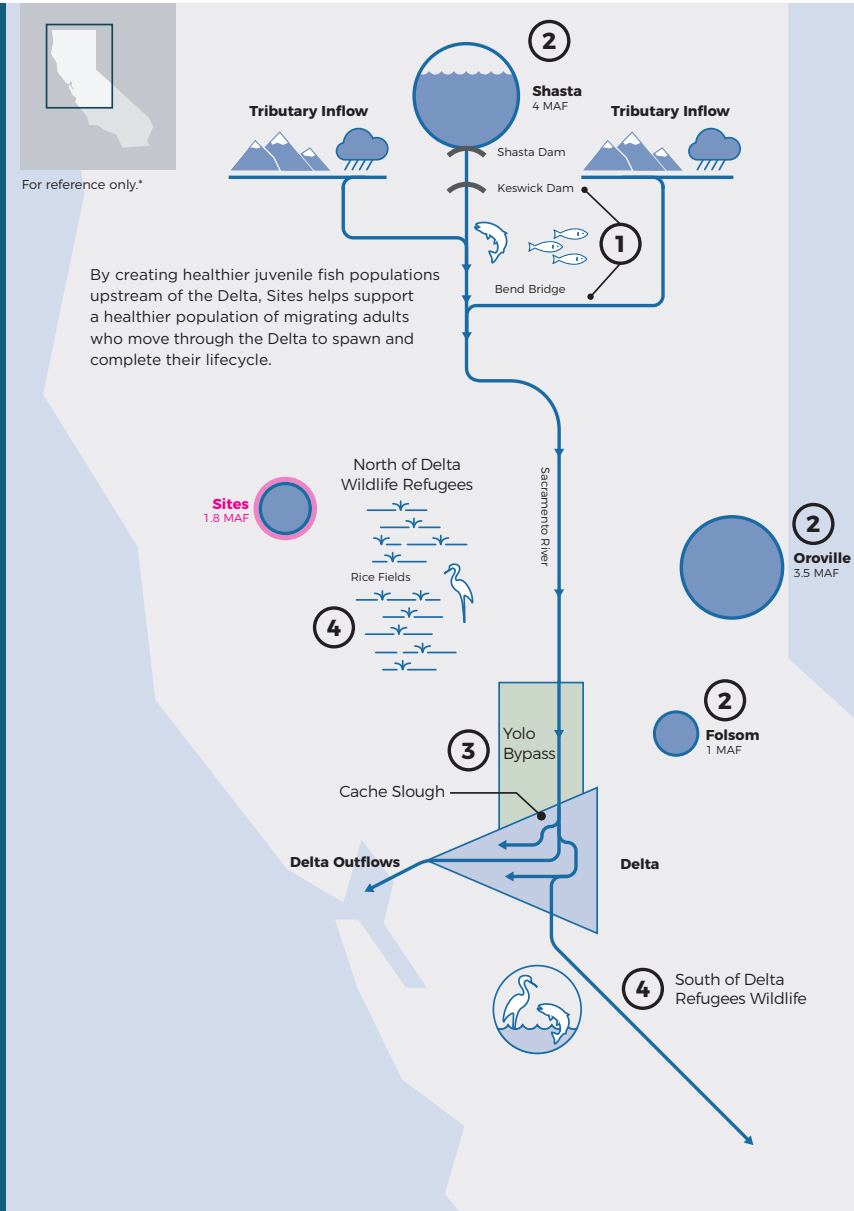 For reference only.*
2
Shasta
4 MAF
Tributary Inflow
Tributary Inflow
Shasta Dam
Keswick Dam
1
Bend Bridge
By creating healthier juvenile fish populations
upstream of the Delta, Sites helps support
a healthier population of migrating adults
who move through the Delta to spawn and
complete their lifecycle.
North of Delta
Wildlife Refugees
Sites
1.8 MAF
Sacramento River
Rice Fields
4
2
Oroville
3.5 MAF
2
Folsom
1 MAF
3
Yolo
Bypass
Cache Slough
Delta Outflows
Delta
4
South of Delta
Refugees Wildlife